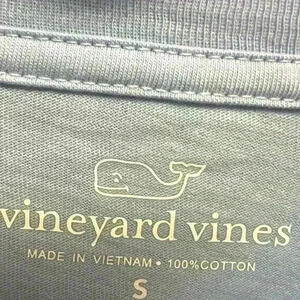 vineyard vines
MADE IN VIETNAM • 100%COTTON
S